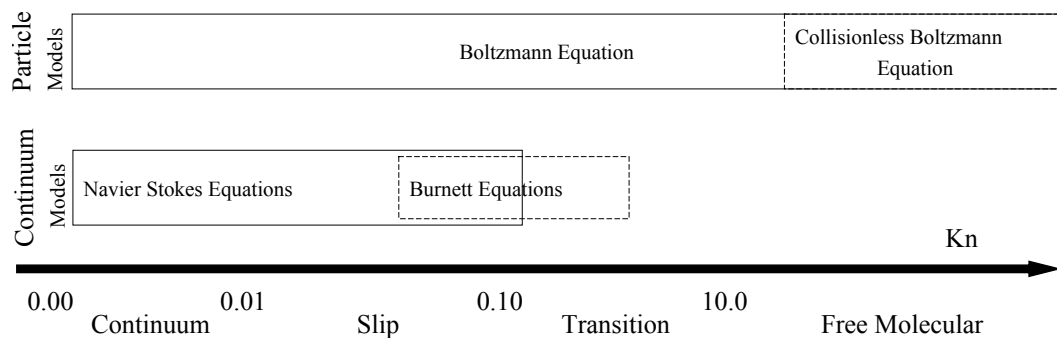 Particle
Models
Boltzmann Equation
Collisionless Boltzmann
Equation
Continuum
Models
Navier Stokes Equations
Burnett Equations
Kn
0.00
0.01
0.10
10.0
Continuum
Slip
Transition
Free Molecular